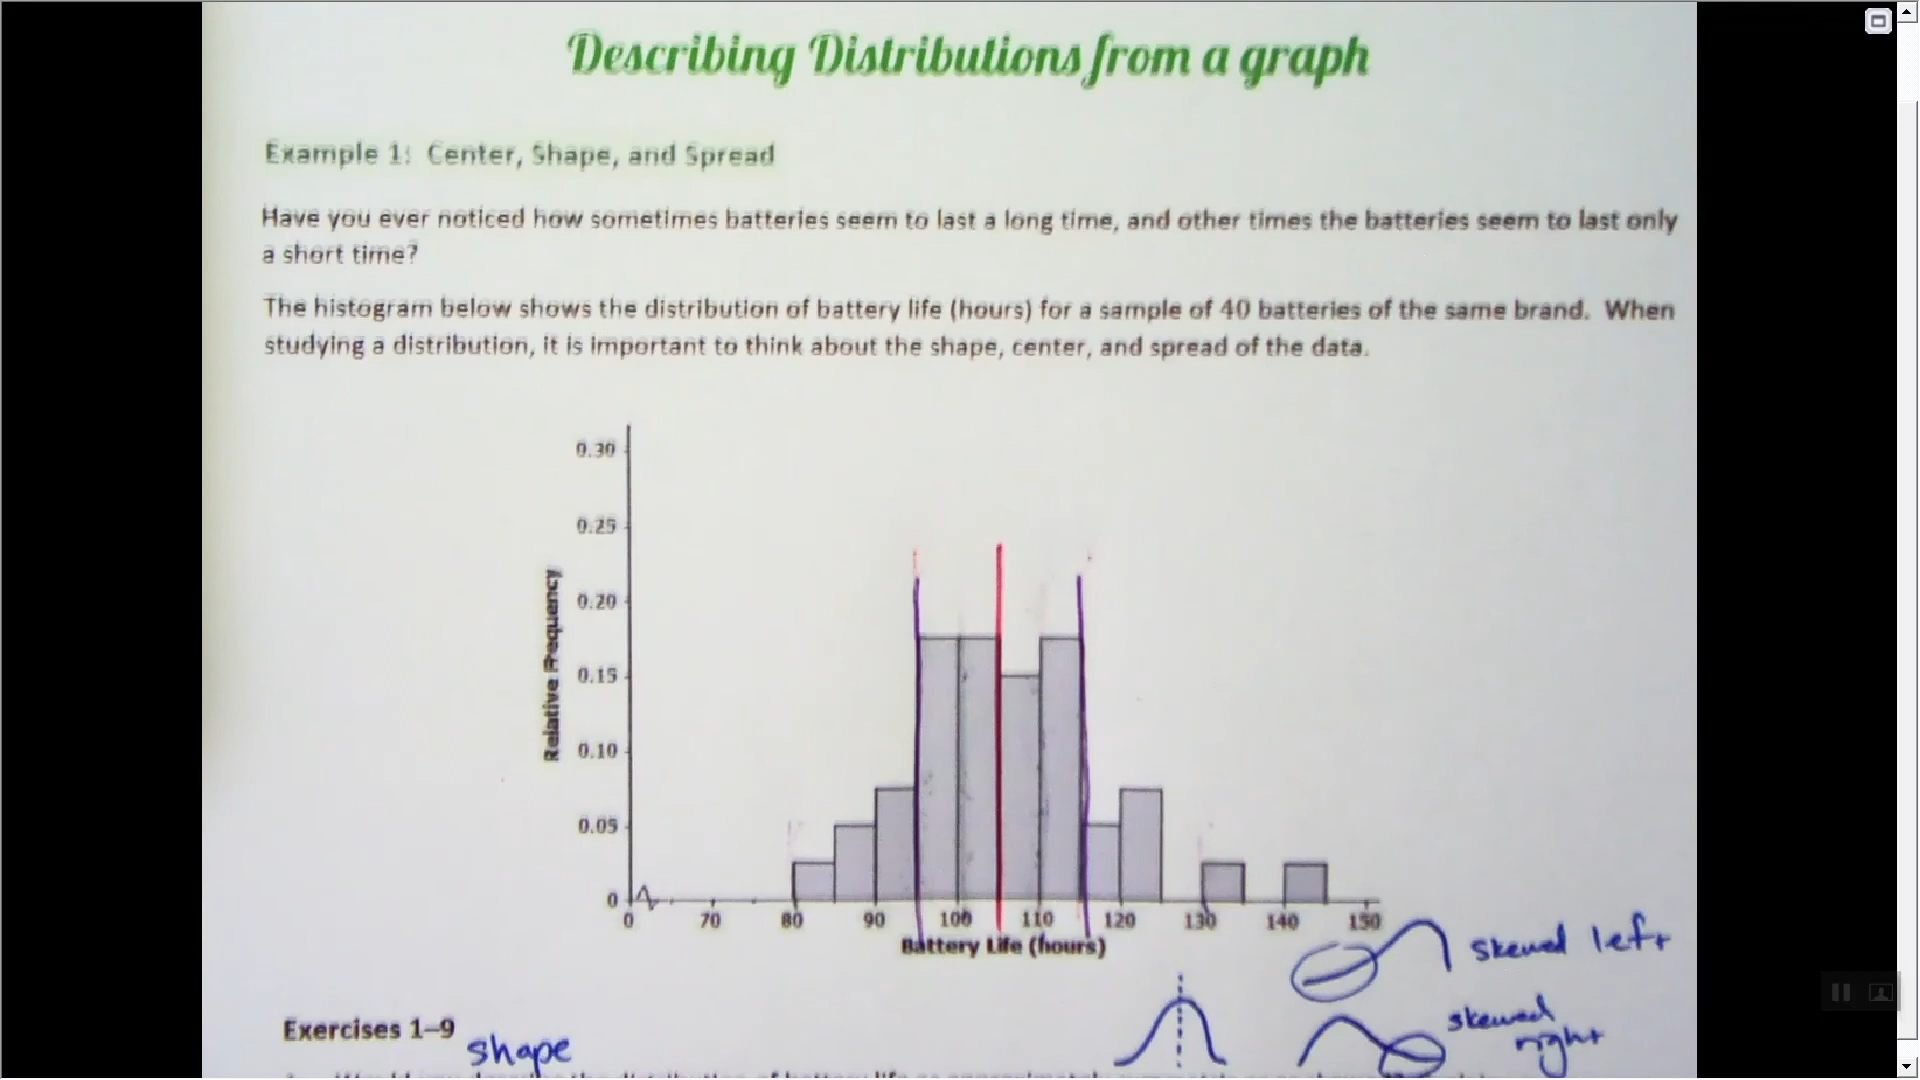 Describing Distributions from a graph
Example 1: Center, Shape, and Spread
Have you ever noticed how sometimes batteries seem to last a long time, and other times the batteries seem to last only
a short time?
The histogram below shows the distribution of battery life (hours) for a sample of 40 batteries of the same brand. When
studying a distribution, it is important to think about the shape, center, and spread of the data.
0.30
0.25
0.20
0.15
0.10
0.05
0
Relative Frequency
0 70 80 90 100 110 120 130 140 150
Battery Life (hours)
skewed left
skewed
right
Exercises 1–9
shape